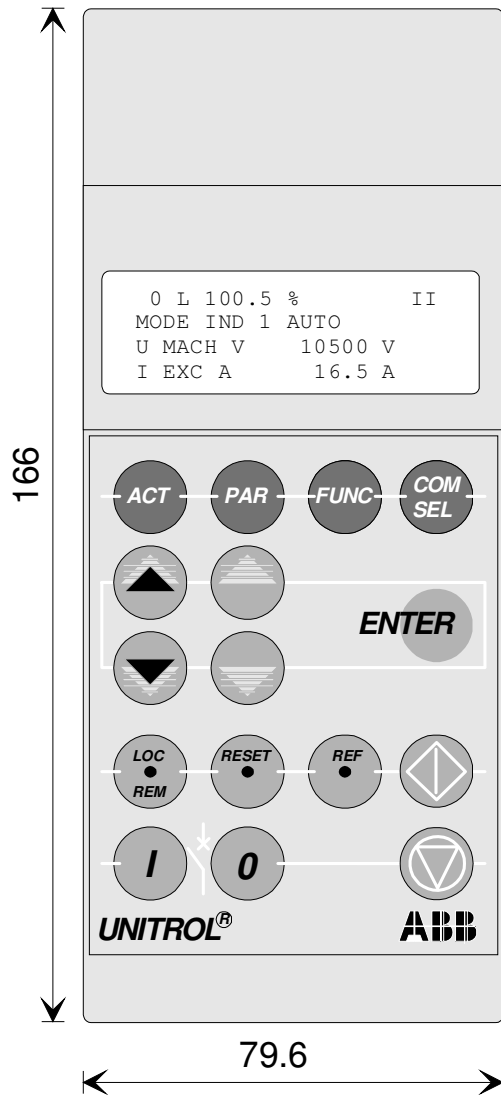 0 L 100.5 % II
MODE IND 1 AUTO
U MACH V 10500 V
I EXC A 16.5 A
166
ACT PAR FUNC COM SEL
ENTER
LOC REM RESET REF
I 0
UNITROL® ABB
79.6